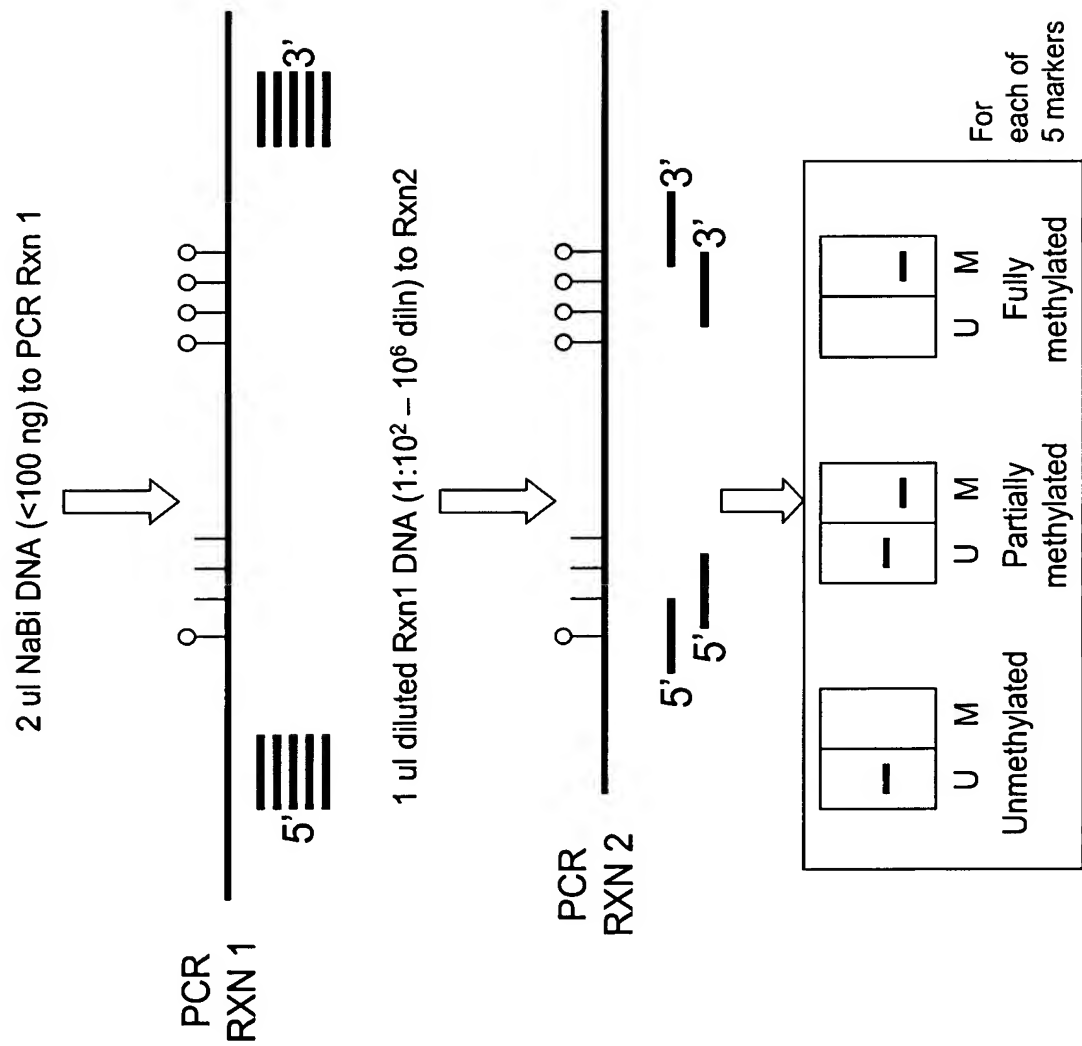 2 ul NaBi DNA (<100 ng) to PCR Rxn 1
PCR
RXN 1
5'
3'
1 ul diluted Rxn1 DNA (1:10² – 10⁶ diln) to Rxn2
PCR
RXN 2
5'
3'
5'
3'
U M
Unmethylated
U M
Partially
methylated
U M
Fully
methylated
For
each of
5 markers